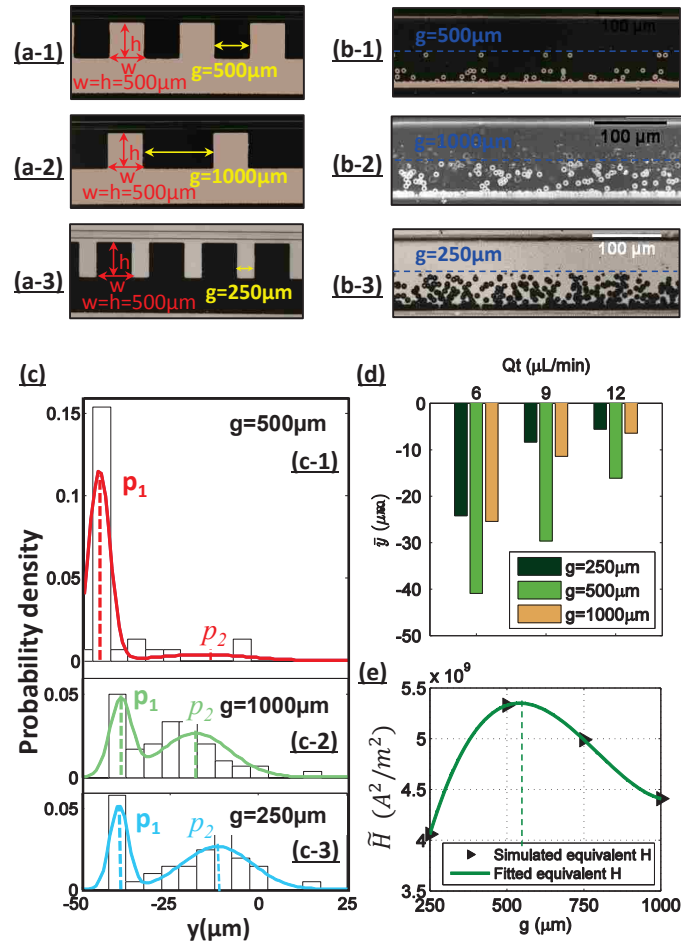 (a-1)
h
w
w=h=500μm
g=500μm
(b-1)
g=500μm
100 μm
(a-2)
h
w
w=h=500μm
g=1000μm
(b-2)
g=1000μm
100 μm
(a-3)
h
w
w=h=500μm
g=250μm
(b-3)
g=250μm
100 μm
(c)
Probability density
0.15
0.1
0.05
0
g=500μm
(c-1)
p1
p2
0.05
0
p1
p2
g=1000μm
(c-2)
0.05
0
p1
p2
g=250μm
(c-3)
-50 -25 0 25
y(μm)
(d)
Qt (μL/min)
6 9 12
0
-10
-20
-30
-40
-50
g=250μm
g=500μm
g=1000μm
(e)
x 10^9
H̃ (A²/m²)
5.5
5
4.5
4
3.5
Simulated equivalent H
Fitted equivalent H
250 500 750 1000
g (μm)